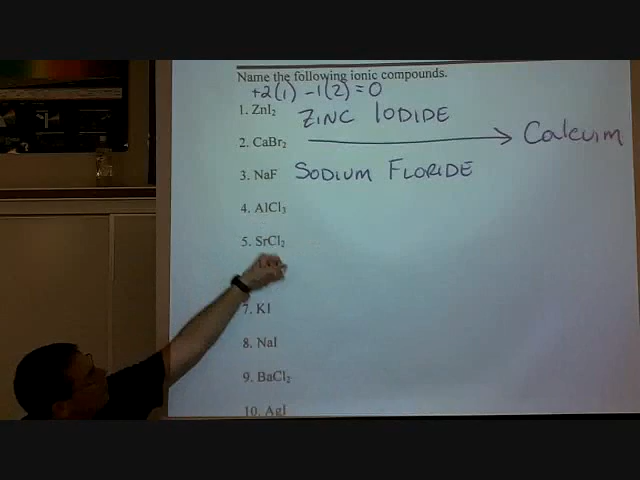 Name the following ionic compounds.
+2(1) -1(2) = 0
1. ZnI₂ ZINC IODIDE
2. CaBr₂ → Calcuim
3. NaF SODIUM FLORIDE
4. AlCl₃
5. SrCl₂
7. KI
8. NaI
9. BaCl₂
10. AgI